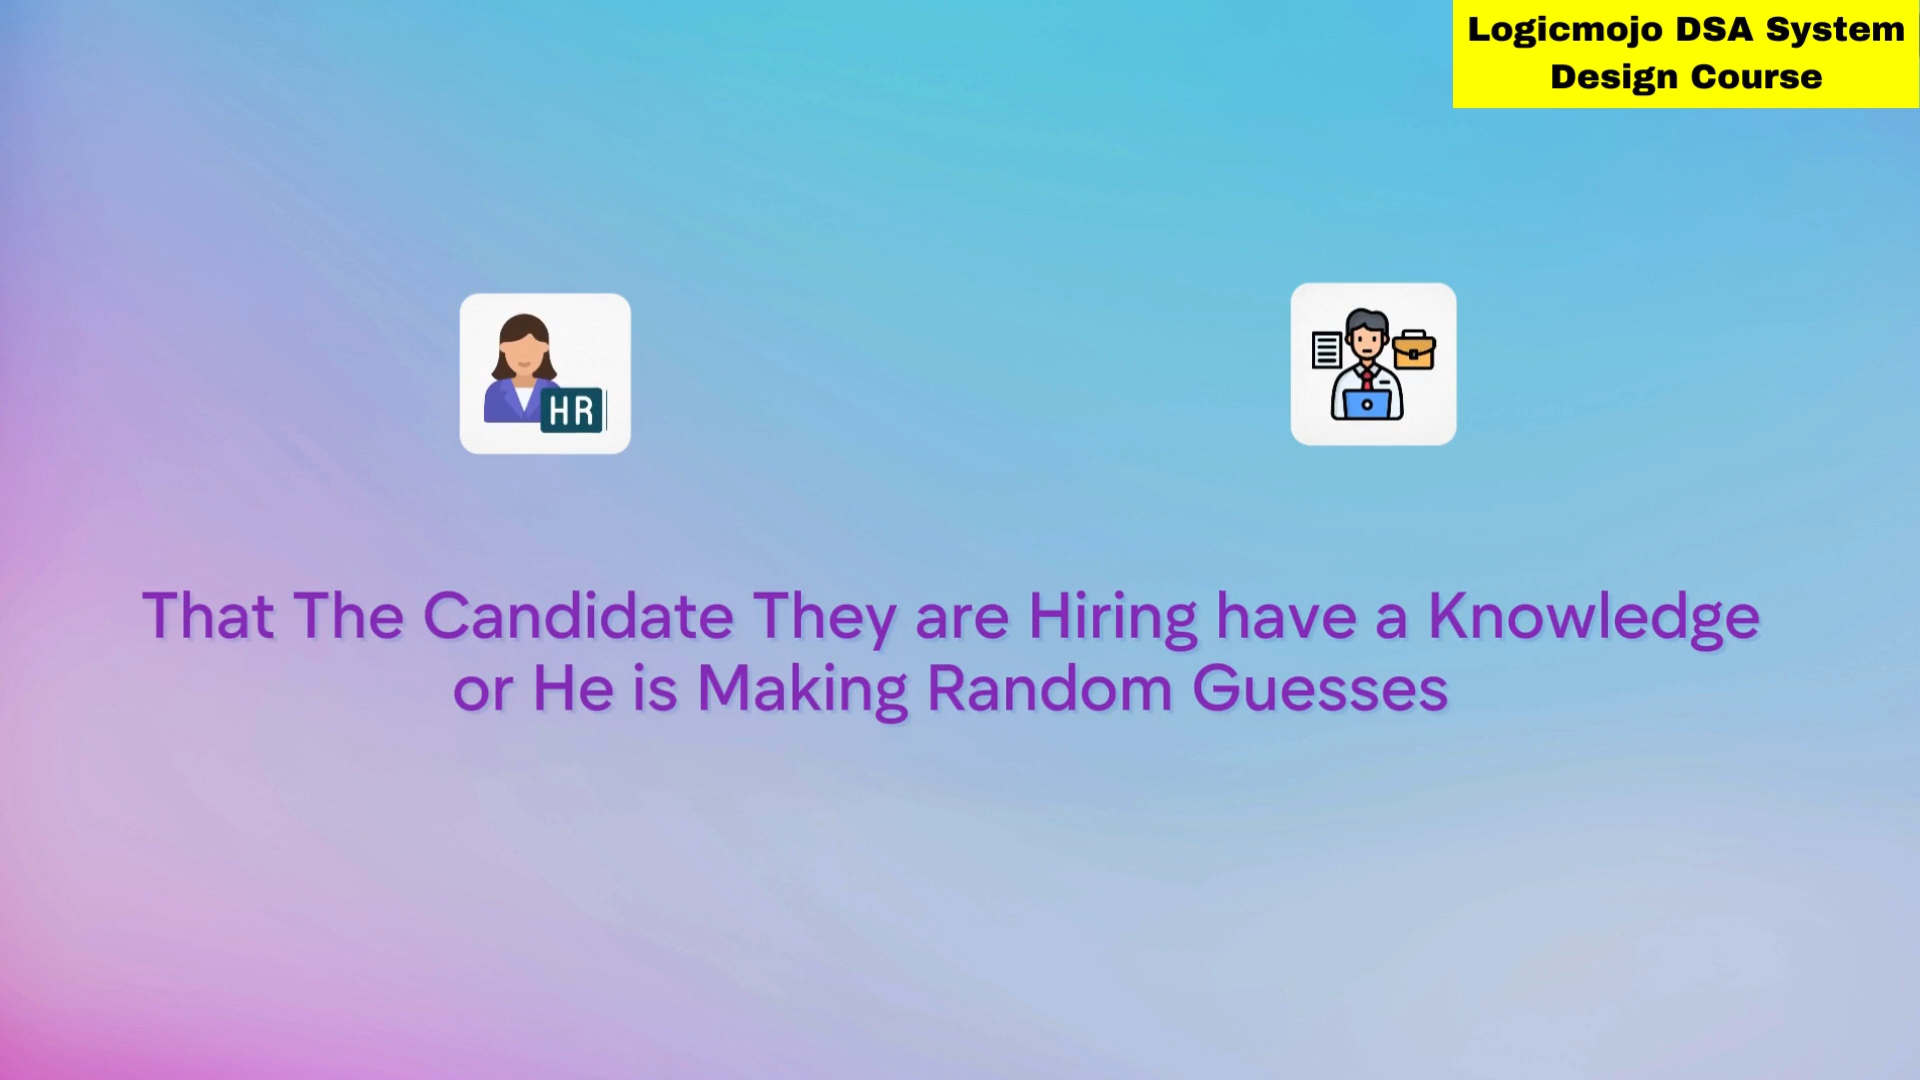 Logicmojo DSA System
Design Course
HR
That The Candidate They are Hiring have a Knowledge
or He is Making Random Guesses